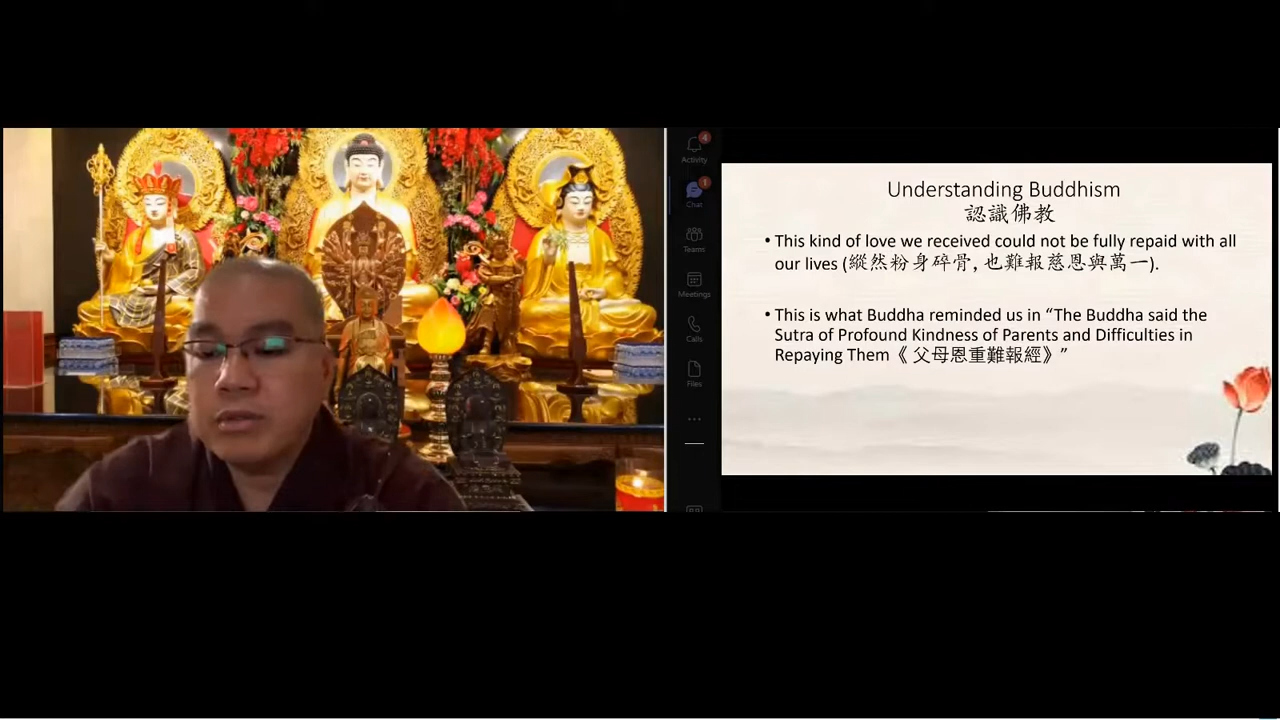 4
Activity
1
Chat
Teams
Meetings
Calls
Files
Understanding Buddhism
認識佛教
• This kind of love we received could not be fully repaid with all
our lives (縱然粉身碎骨, 也難報慈恩與萬一).
• This is what Buddha reminded us in “The Buddha said the
Sutra of Profound Kindness of Parents and Difficulties in
Repaying Them《 父母恩重難報經》”